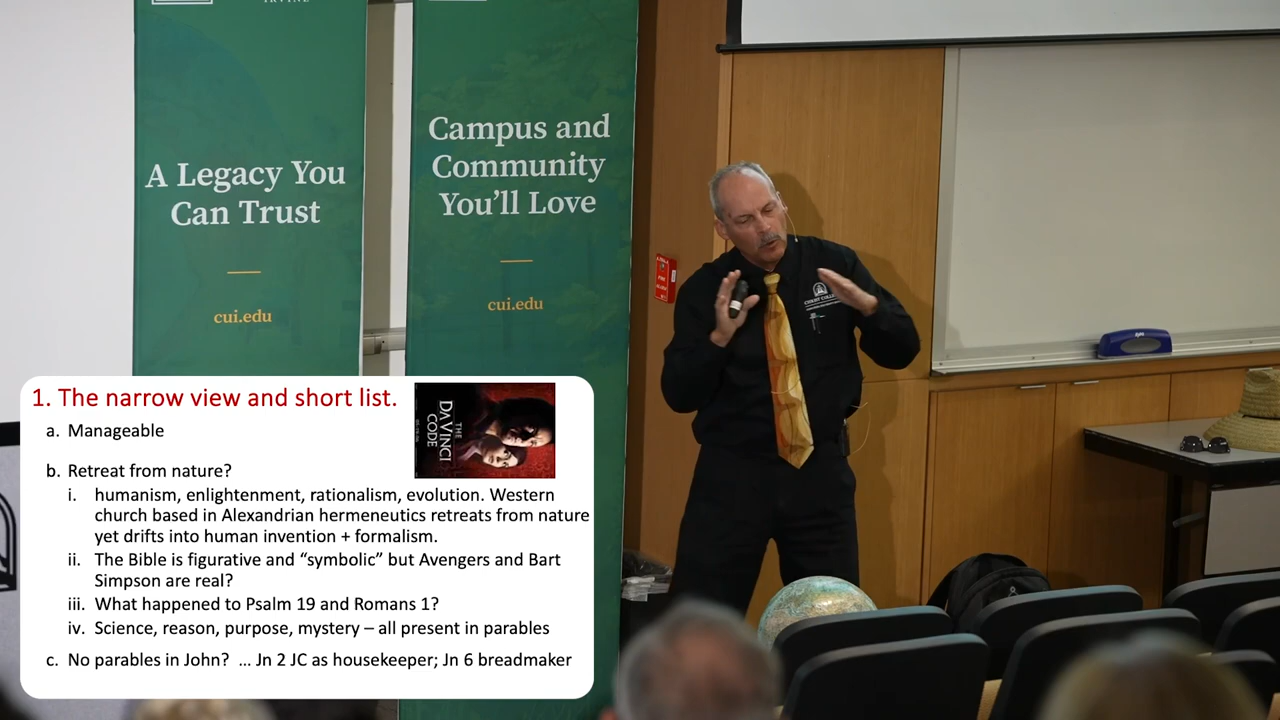 A Legacy You
Can Trust
cui.edu
Campus and
Community
You'll Love
cui.edu
CHRIST COLLEGE
1. The narrow view and short list.
THE
DA VINCI
CODE
a. Manageable
b. Retreat from nature?
i. humanism, enlightenment, rationalism, evolution. Western
church based in Alexandrian hermeneutics retreats from nature
yet drifts into human invention + formalism.
ii. The Bible is figurative and “symbolic” but Avengers and Bart
Simpson are real?
iii. What happened to Psalm 19 and Romans 1?
iv. Science, reason, purpose, mystery – all present in parables
c. No parables in John? ... Jn 2 JC as housekeeper; Jn 6 breadmaker